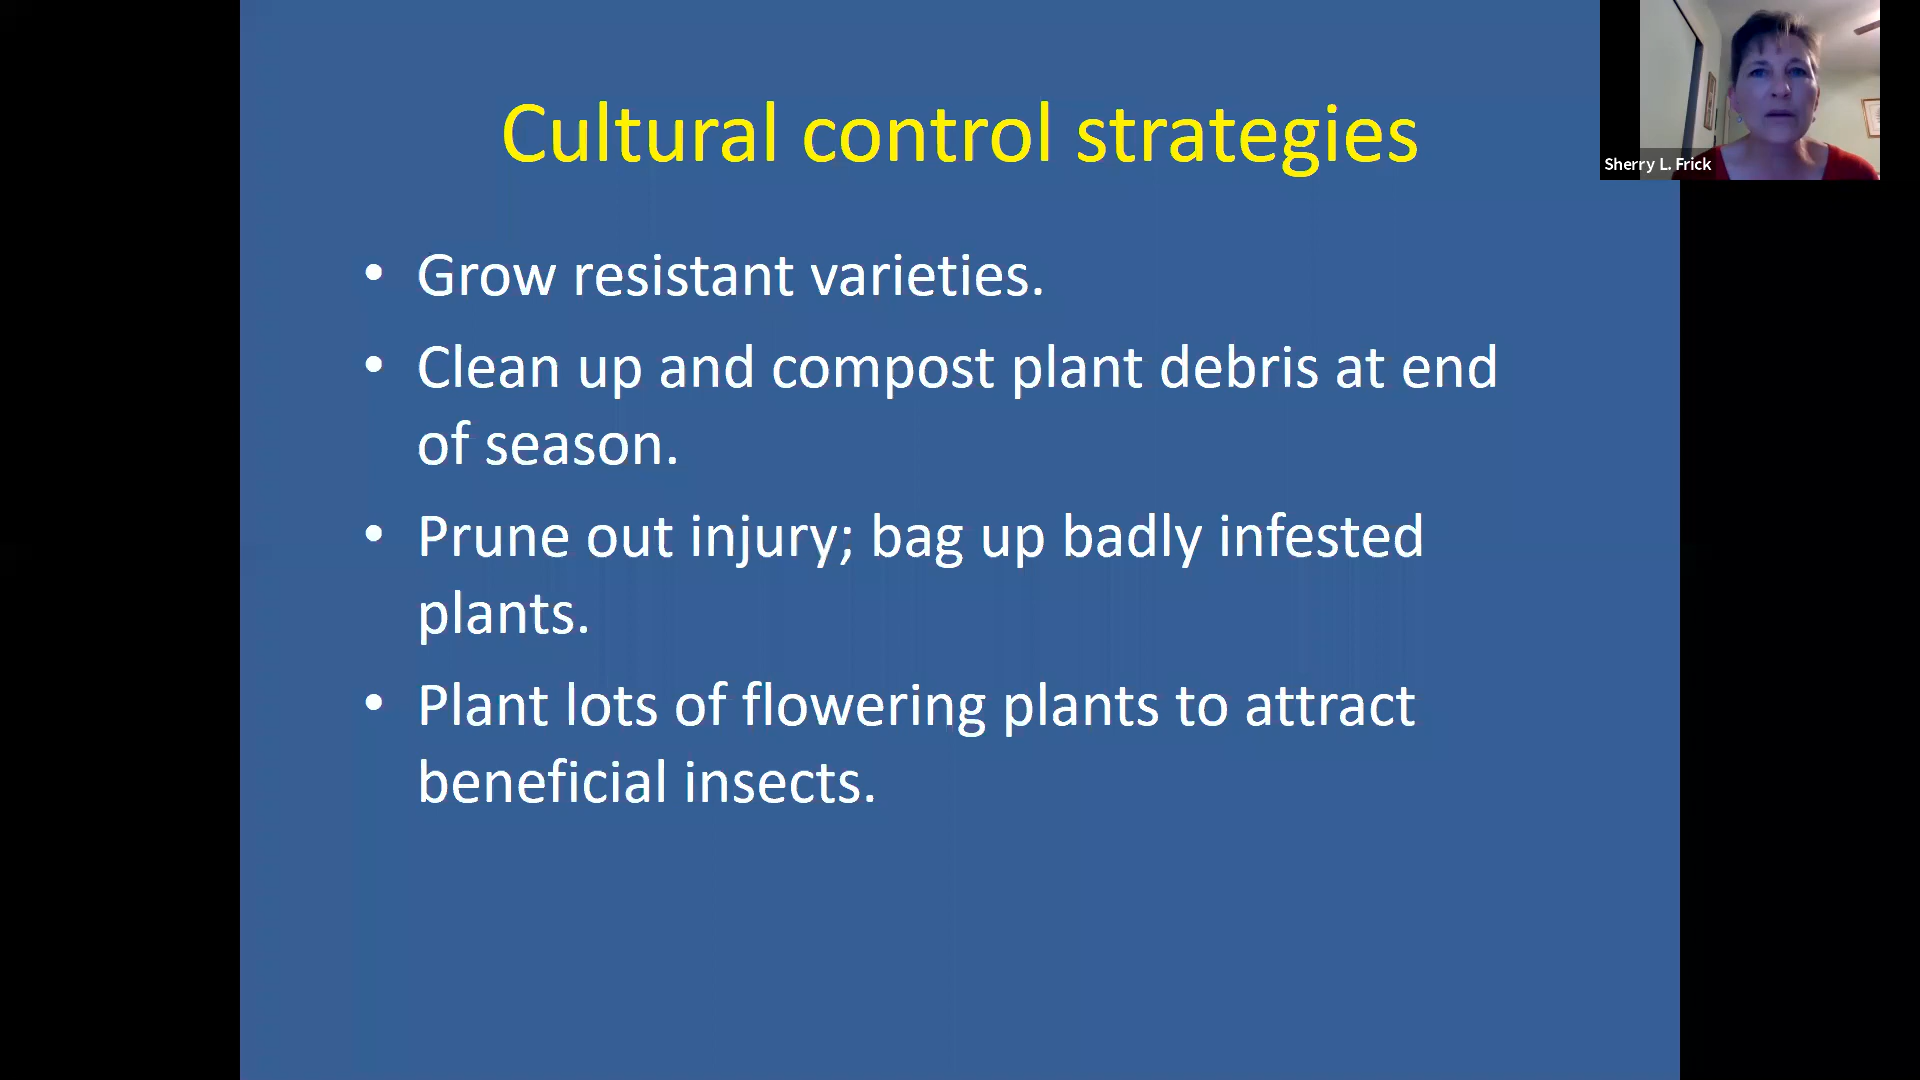 Cultural control strategies
• Grow resistant varieties.
• Clean up and compost plant debris at end
of season.
• Prune out injury; bag up badly infested
plants.
• Plant lots of flowering plants to attract
beneficial insects.
Sherry L. Frick